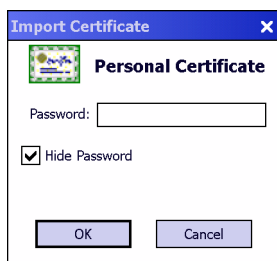 Import Certificate
Personal Certificate
Password:
Hide Password
OK Cancel